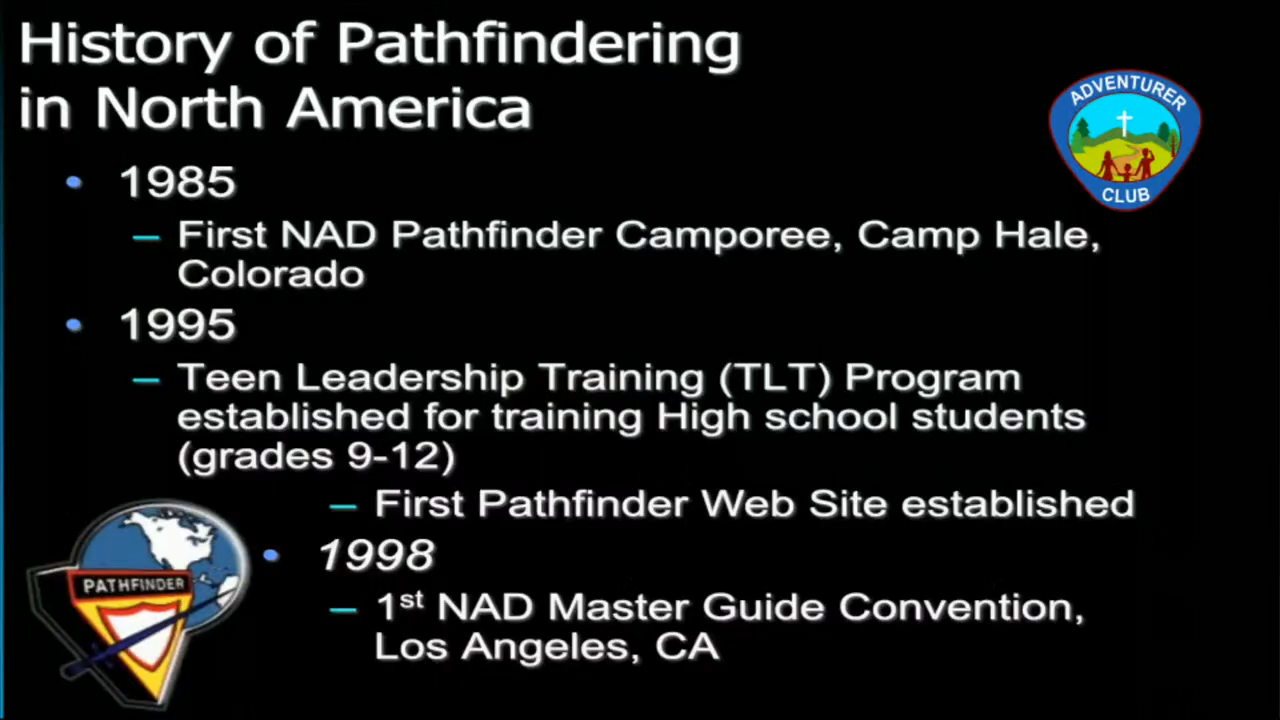 History of Pathfindering
in North America
ADVENTURER
CLUB
• 1985
– First NAD Pathfinder Camporee, Camp Hale,
Colorado
• 1995
– Teen Leadership Training (TLT) Program
established for training High school students
(grades 9-12)
– First Pathfinder Web Site established
• 1998
– 1st NAD Master Guide Convention,
Los Angeles, CA
PATHFINDER